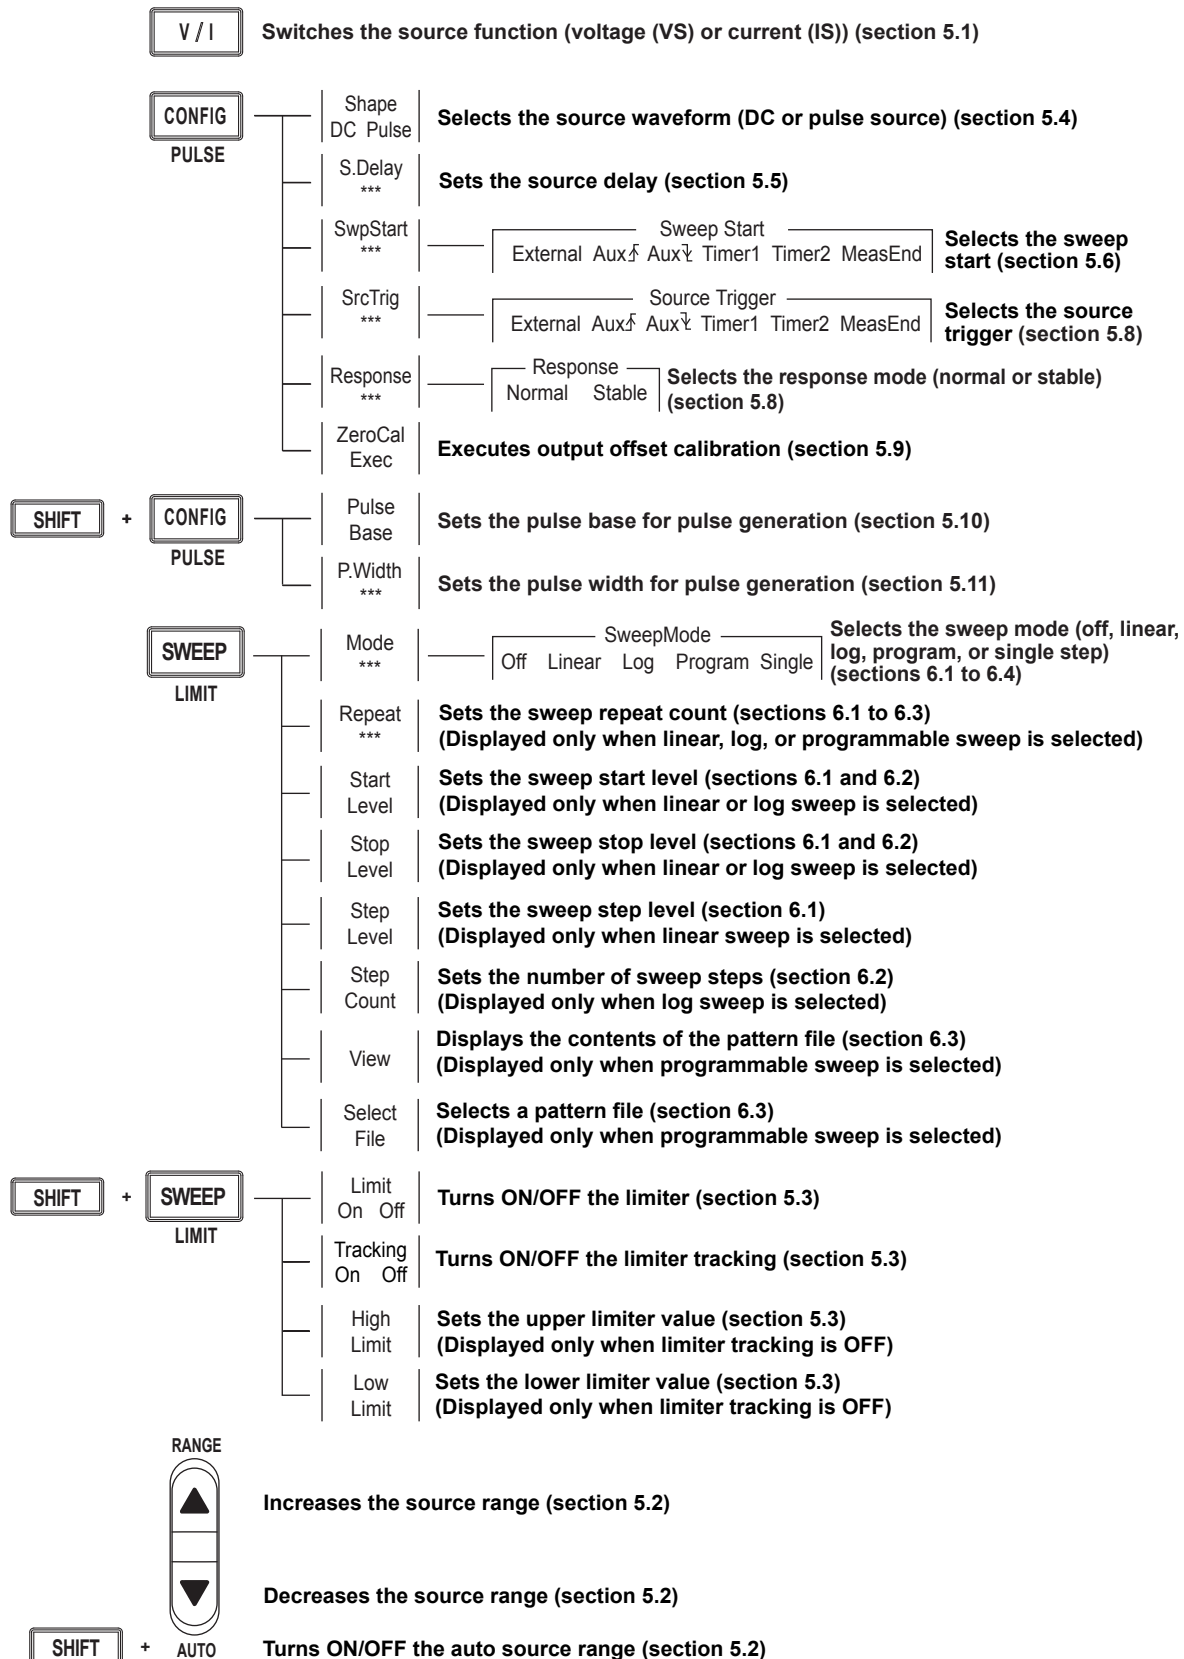 V / I
Switches the source function (voltage (VS) or current (IS)) (section 5.1)
CONFIG
PULSE
Shape
DC Pulse
Selects the source waveform (DC or pulse source) (section 5.4)
S.Delay
***
Sets the source delay (section 5.5)
SwpStart
***
Sweep Start
External Aux Aux Timer1 Timer2 MeasEnd
Selects the sweep
start (section 5.6)
SrcTrig
***
Source Trigger
External Aux Aux Timer1 Timer2 MeasEnd
Selects the source
trigger (section 5.8)
Response
***
Response
Normal Stable
Selects the response mode (normal or stable)
(section 5.8)
ZeroCal
Exec
Executes output offset calibration (section 5.9)
SHIFT + CONFIG
PULSE
Pulse
Base
Sets the pulse base for pulse generation (section 5.10)
P.Width
***
Sets the pulse width for pulse generation (section 5.11)
SWEEP
LIMIT
Mode
***
SweepMode
Off Linear Log Program Single
Selects the sweep mode (off, linear,
log, program, or single step)
(sections 6.1 to 6.4)
Repeat
***
Sets the sweep repeat count (sections 6.1 to 6.3)
(Displayed only when linear, log, or programmable sweep is selected)
Start
Level
Sets the sweep start level (sections 6.1 and 6.2)
(Displayed only when linear or log sweep is selected)
Stop
Level
Sets the sweep stop level (sections 6.1 and 6.2)
(Displayed only when linear or log sweep is selected)
Step
Level
Sets the sweep step level (section 6.1)
(Displayed only when linear sweep is selected)
Step
Count
Sets the number of sweep steps (section 6.2)
(Displayed only when log sweep is selected)
View
Displays the contents of the pattern file (section 6.3)
(Displayed only when programmable sweep is selected)
Select
File
Selects a pattern file (section 6.3)
(Displayed only when programmable sweep is selected)
SHIFT + SWEEP
LIMIT
Limit
On Off
Turns ON/OFF the limiter (section 5.3)
Tracking
On Off
Turns ON/OFF the limiter tracking (section 5.3)
High
Limit
Sets the upper limiter value (section 5.3)
(Displayed only when limiter tracking is OFF)
Low
Limit
Sets the lower limiter value (section 5.3)
(Displayed only when limiter tracking is OFF)
RANGE
Increases the source range (section 5.2)
Decreases the source range (section 5.2)
SHIFT + AUTO
Turns ON/OFF the auto source range (section 5.2)